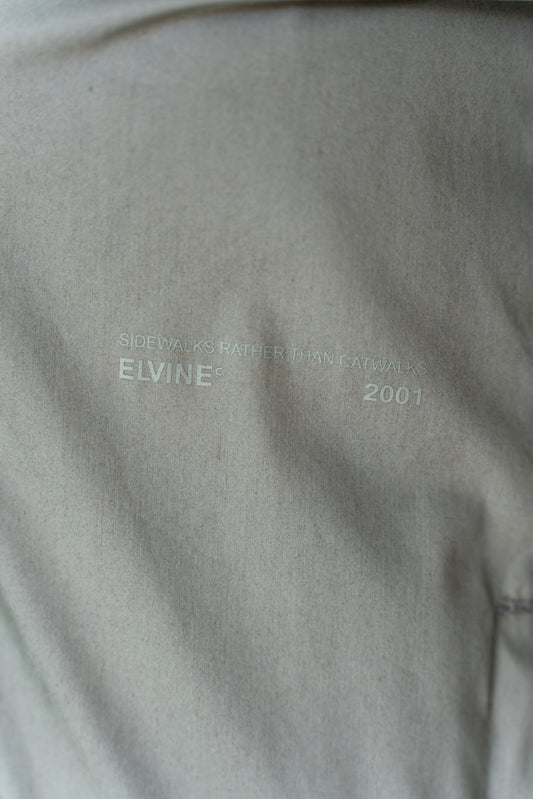 SIDEWALKS RATHER THAN CATWALKS
ELVINE© 2001